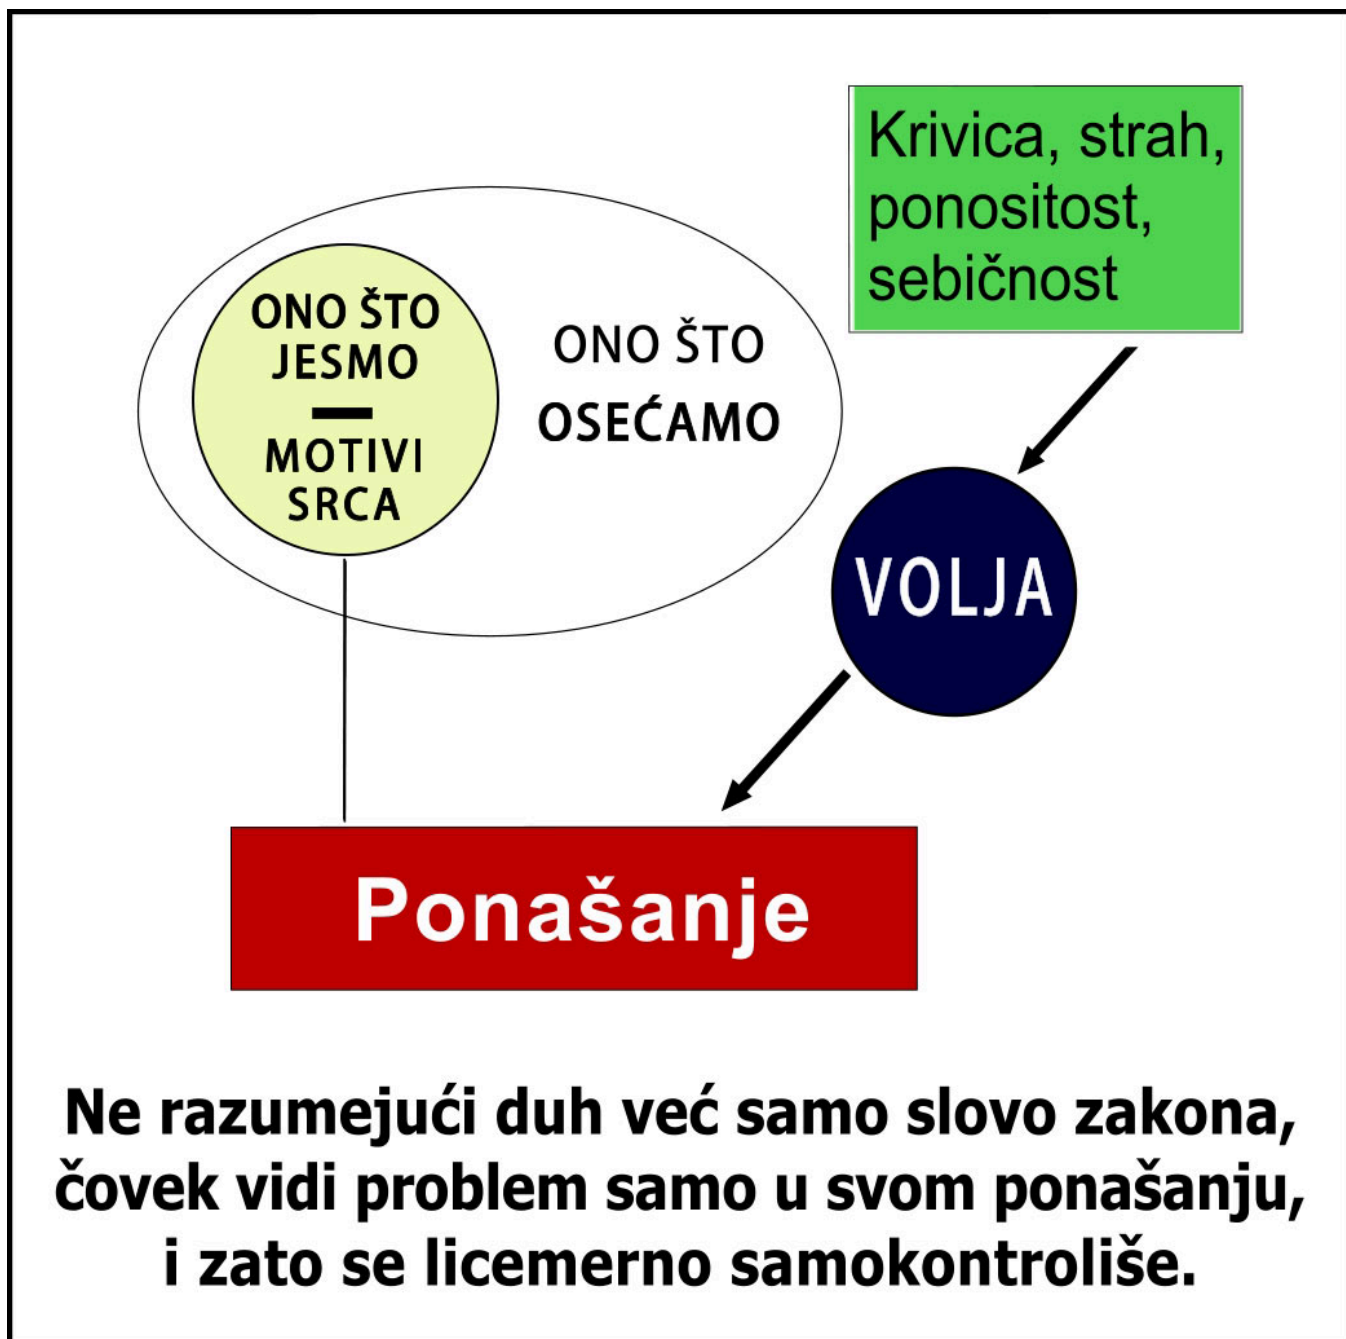 Krivica, strah,
ponositost,
sebičnost
ONO ŠTO
JESMO
–
MOTIVI
SRCA
ONO ŠTO
OSEĆAMO
VOLJA
Ponašanje
Ne razumejući duh već samo slovo zakona,
čovek vidi problem samo u svom ponašanju,
i zato se licemerno samokontroliše.